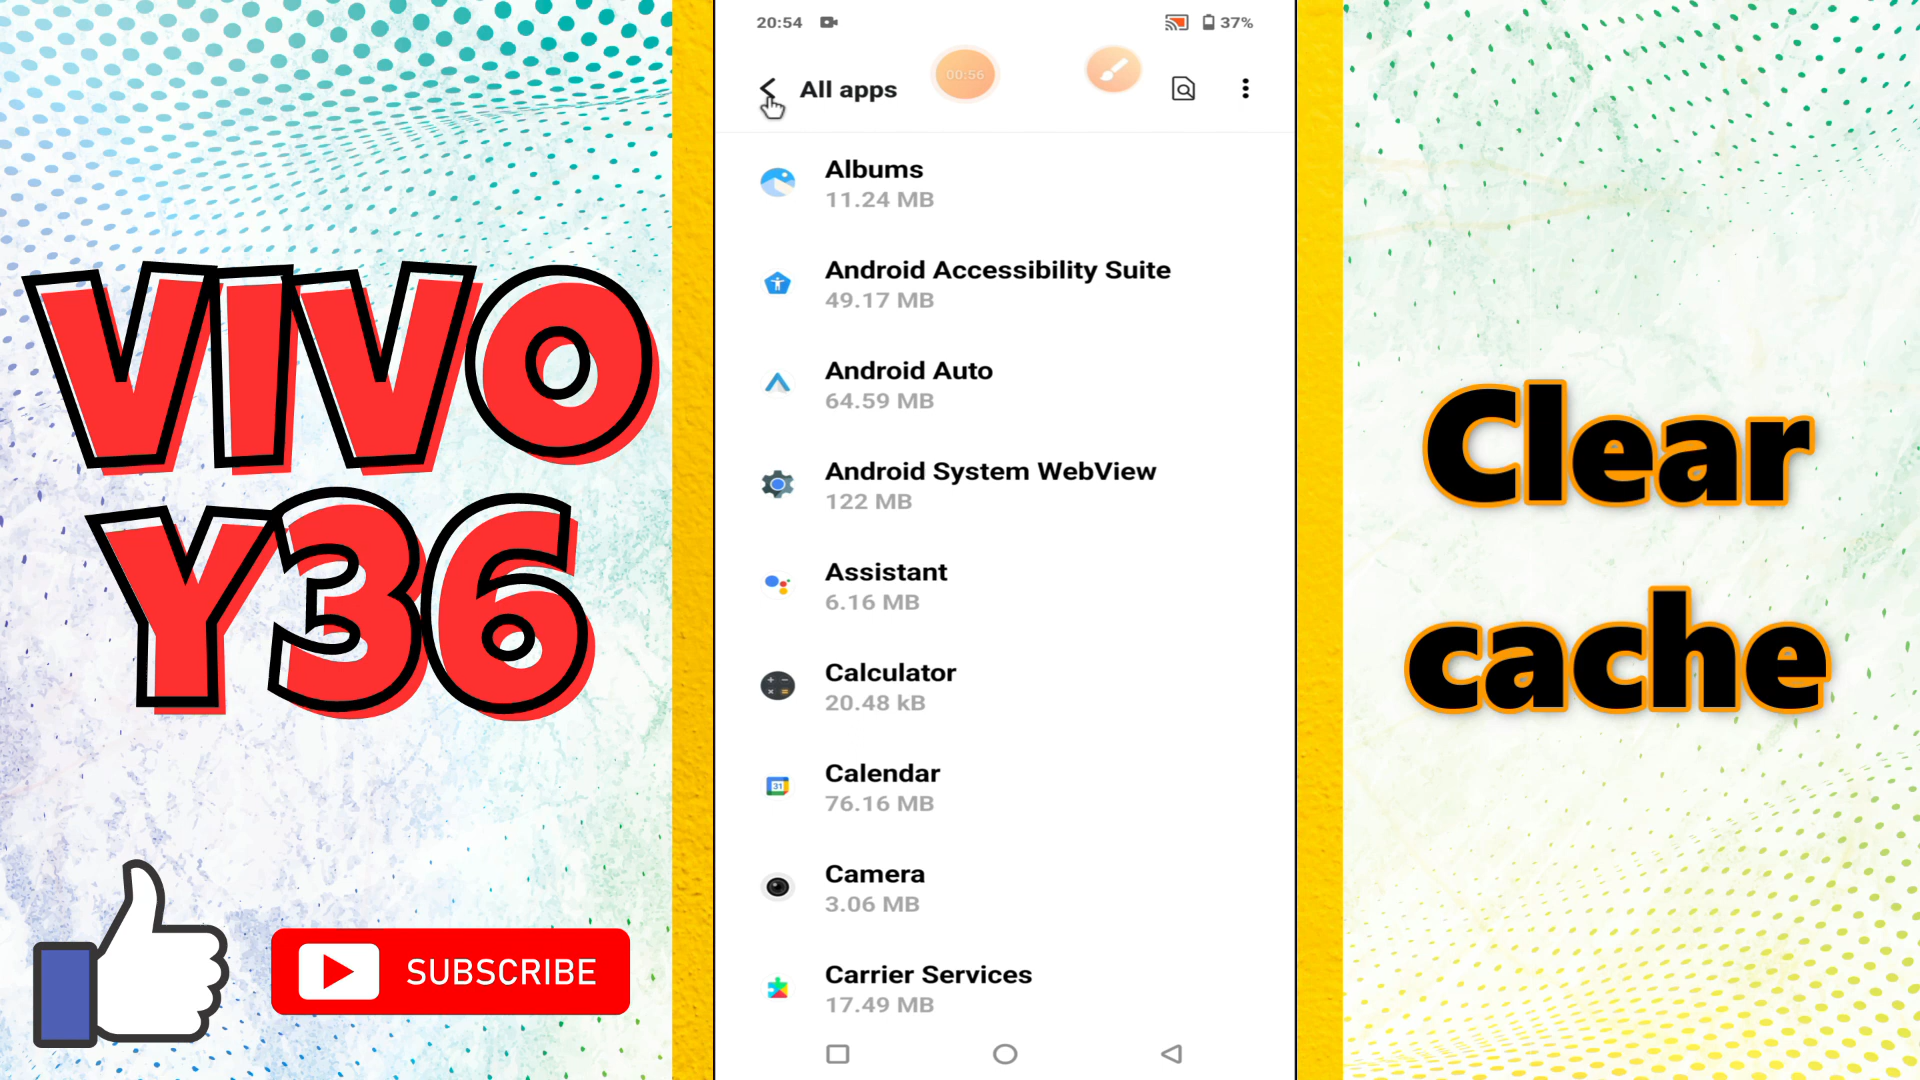 VIVO
Y36
SUBSCRIBE
20:54
37%
All apps
00:56
Albums
11.24 MB
Android Accessibility Suite
49.17 MB
Android Auto
64.59 MB
Android System WebView
122 MB
Assistant
6.16 MB
Calculator
20.48 kB
31
Calendar
76.16 MB
Camera
3.06 MB
Carrier Services
17.49 MB
Clear
cache